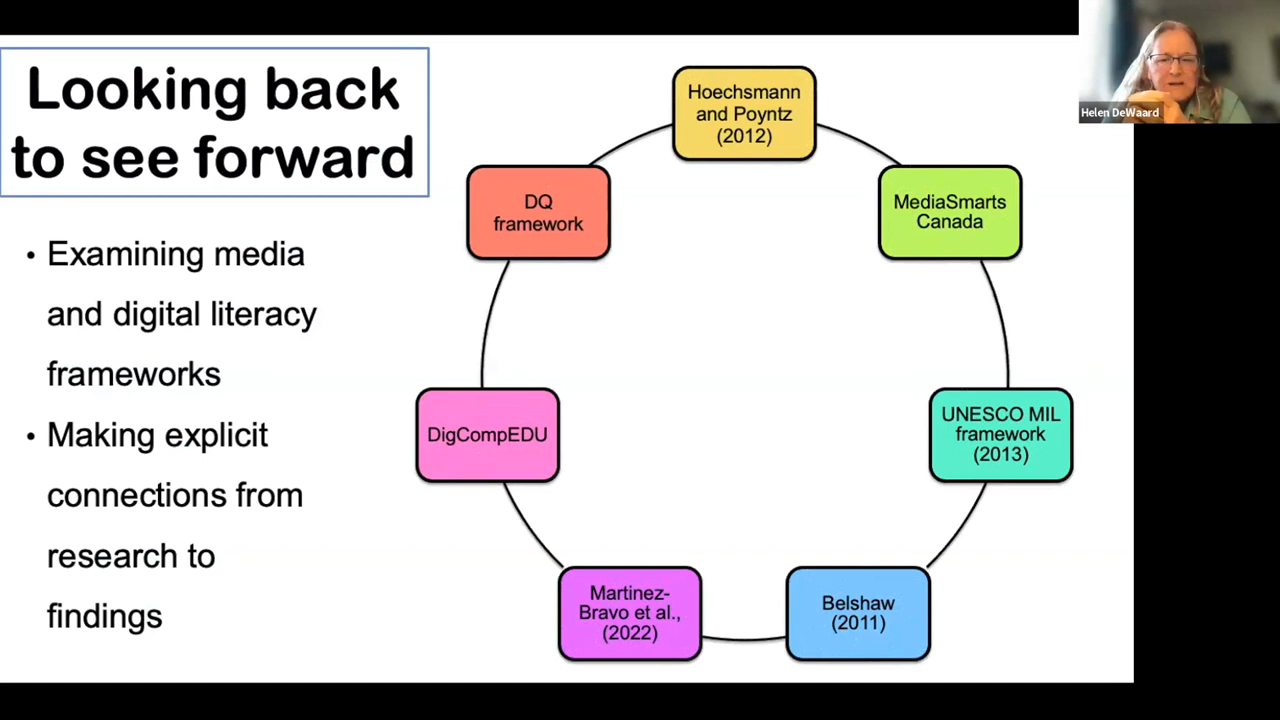 Looking back
to see forward
• Examining media
and digital literacy
frameworks
• Making explicit
connections from
research to
findings
Hoechsmann
and Poyntz
(2012)
MediaSmarts
Canada
UNESCO MIL
framework
(2013)
Belshaw
(2011)
Martinez-
Bravo et al.,
(2022)
DigCompEDU
DQ
framework
Helen DeWaard